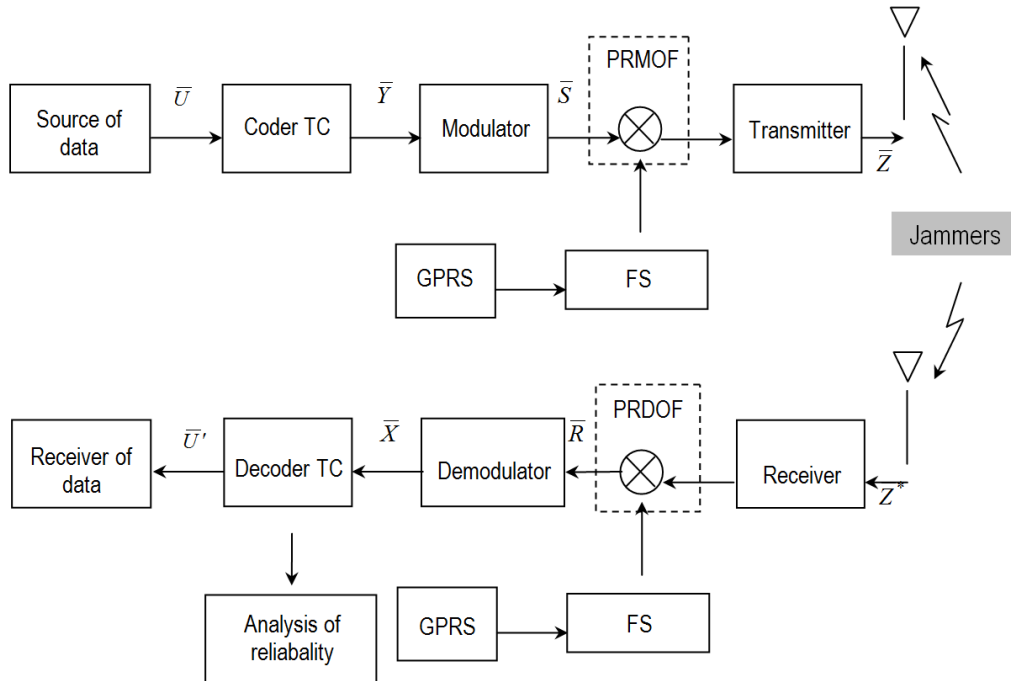 PRMOF
Source of
data
U̅
Coder TC
Y̅
Modulator
S̅
Transmitter
Z̅
Jammers
GPRS
FS
PRDOF
Receiver of
data
U̅'
Decoder TC
X̅
Demodulator
R̅
Receiver
Z*
Analysis of
reliabality
GPRS
FS